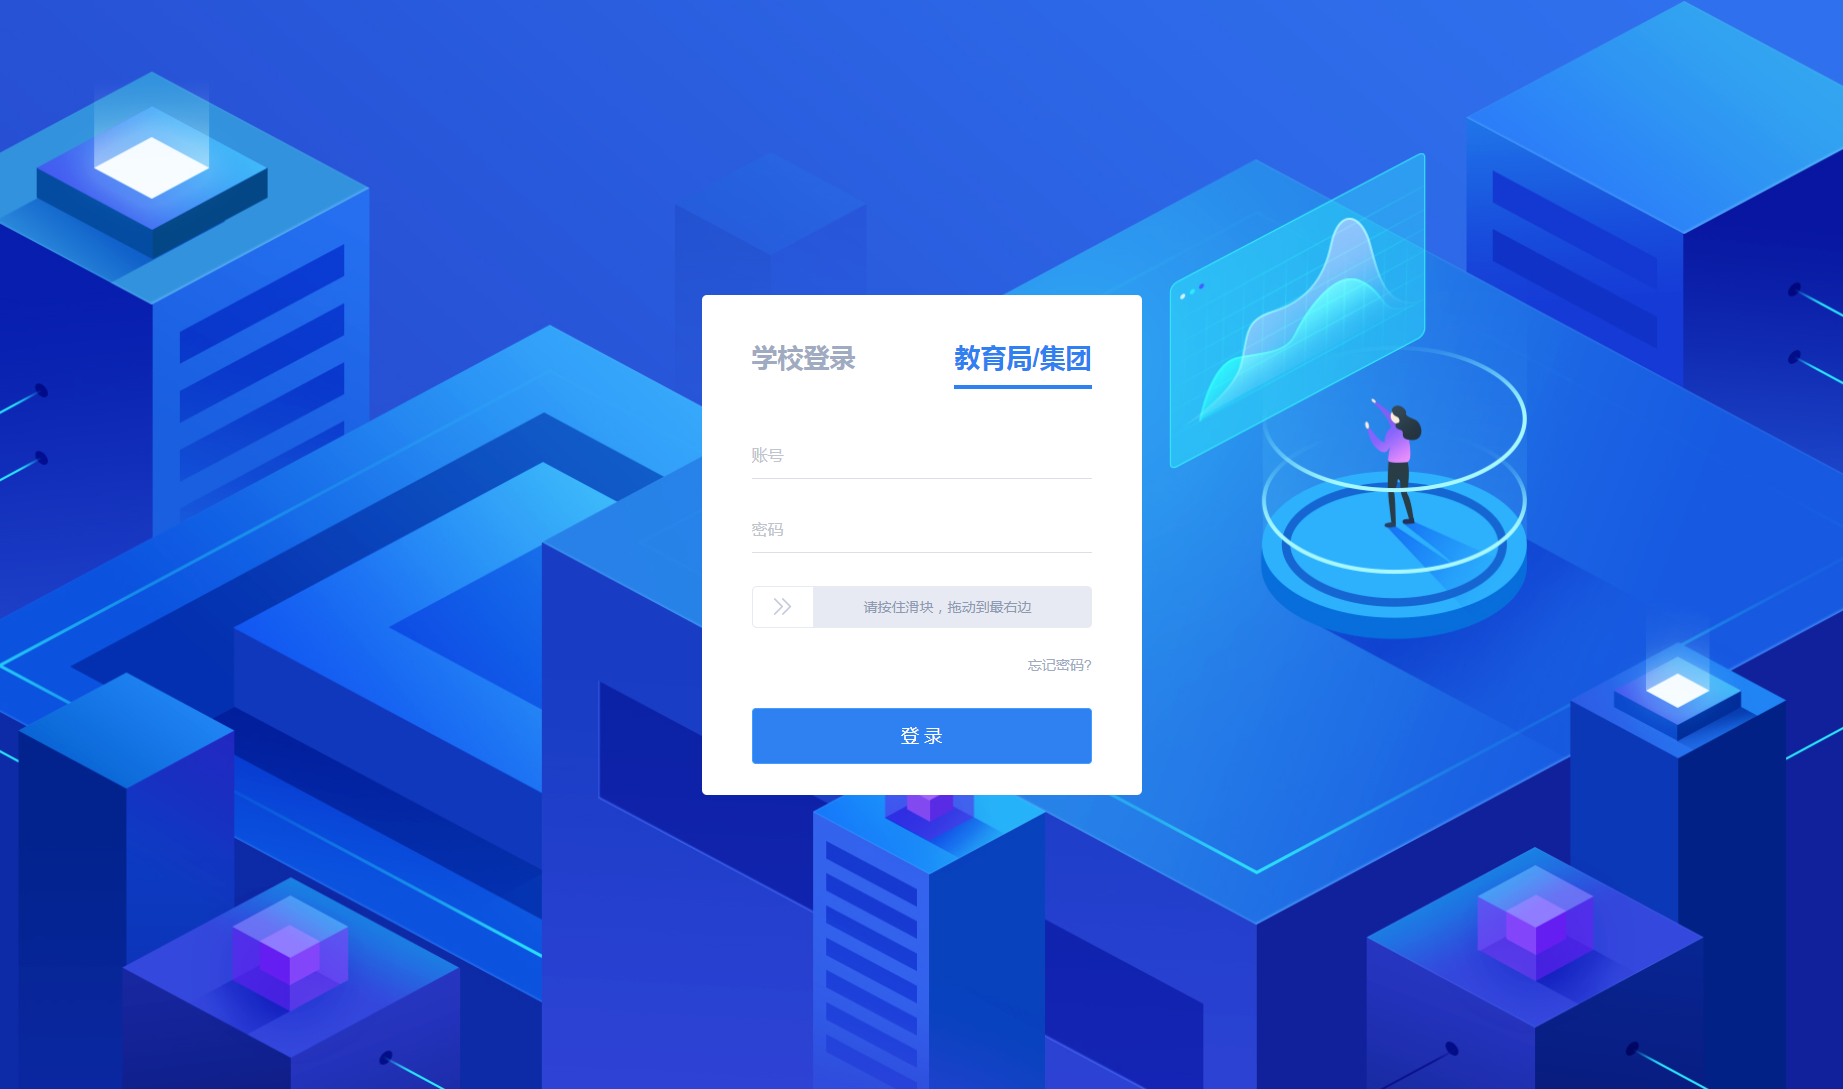 学校登录 教育局/集团
账号
密码
请按住滑块，拖动到最右边
忘记密码?
登 录